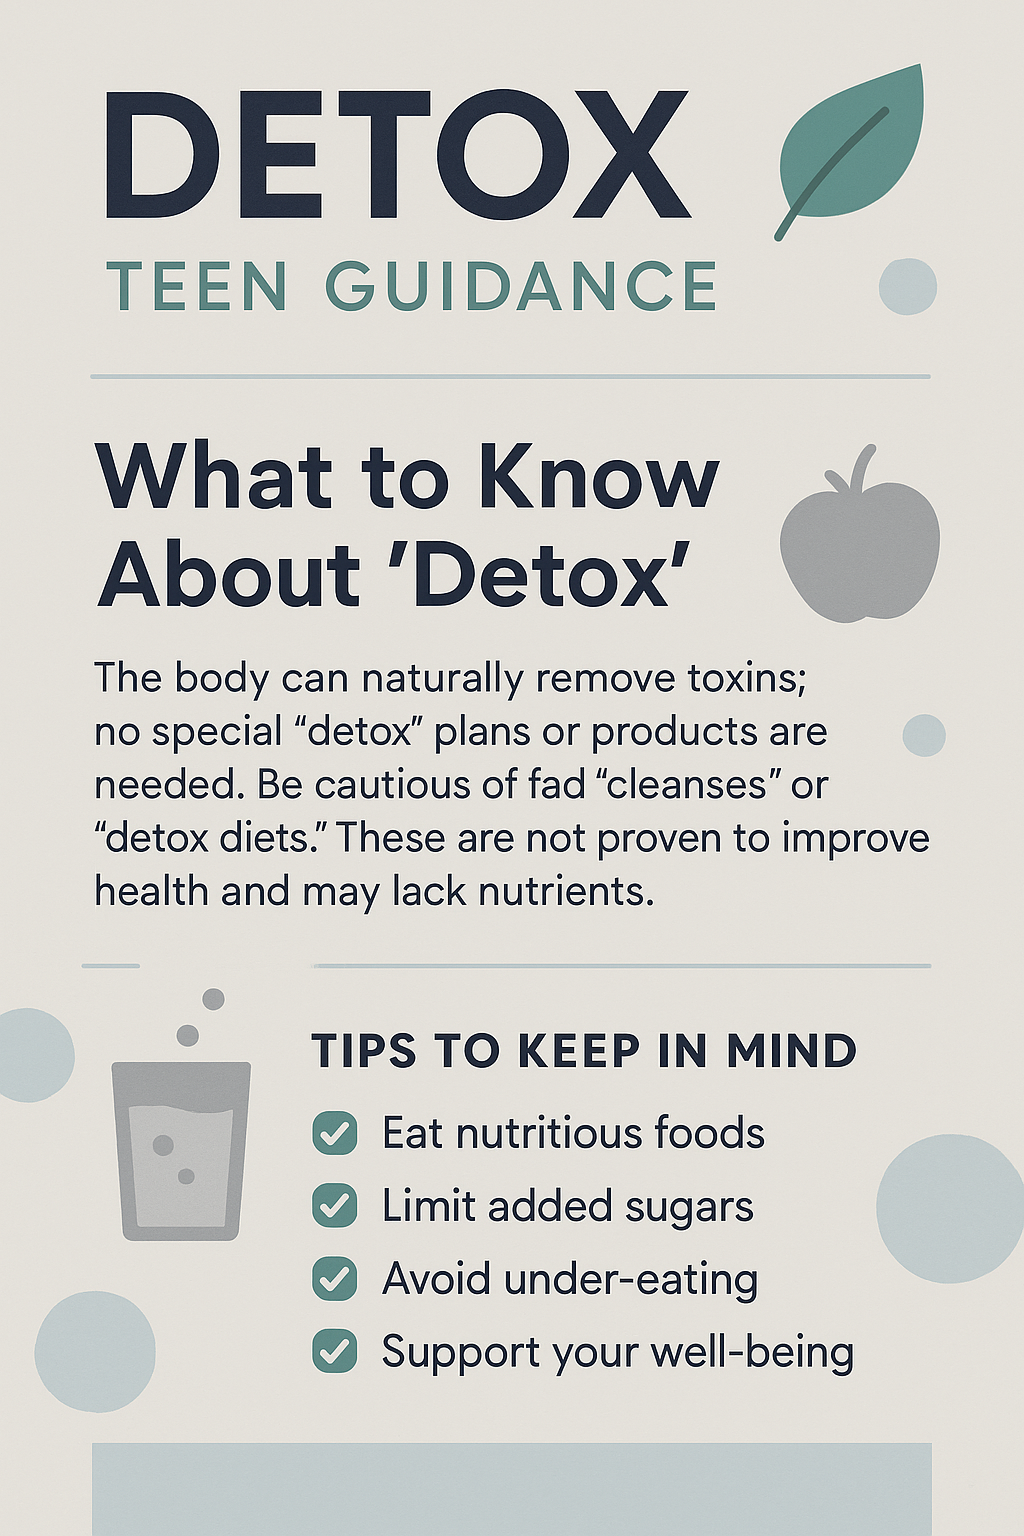 DETOX
TEEN GUIDANCE
What to Know
About ’Detox’
The body can naturally remove toxins;
no special “detox” plans or products are
needed. Be cautious of fad “cleanses” or
“detox diets.” These are not proven to improve
health and may lack nutrients.
TIPS TO KEEP IN MIND
Eat nutritious foods
Limit added sugars
Avoid under-eating
Support your well-being